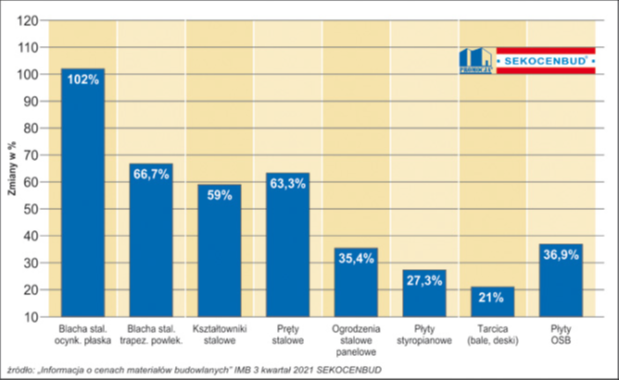 120
110
100
90
80
70
60
50
40
30
20
10
Zmiany w %
SEKOCENBUD
102%
66,7%
59%
63,3%
35,4%
27,3%
21%
36,9%
Blacha stal.
ocynk. płaska
Blacha stal.
trapez. powlek.
Kształtowniki
stalowe
Pręty
stalowe
Ogrodzenia
stalowe
panelowe
Płyty
styropianowe
Tarcica
(bale, deski)
Płyty
OSB
źródło: „Informacja o cenach materiałów budowlanych” IMB 3 kwartał 2021 SEKOCENBUD